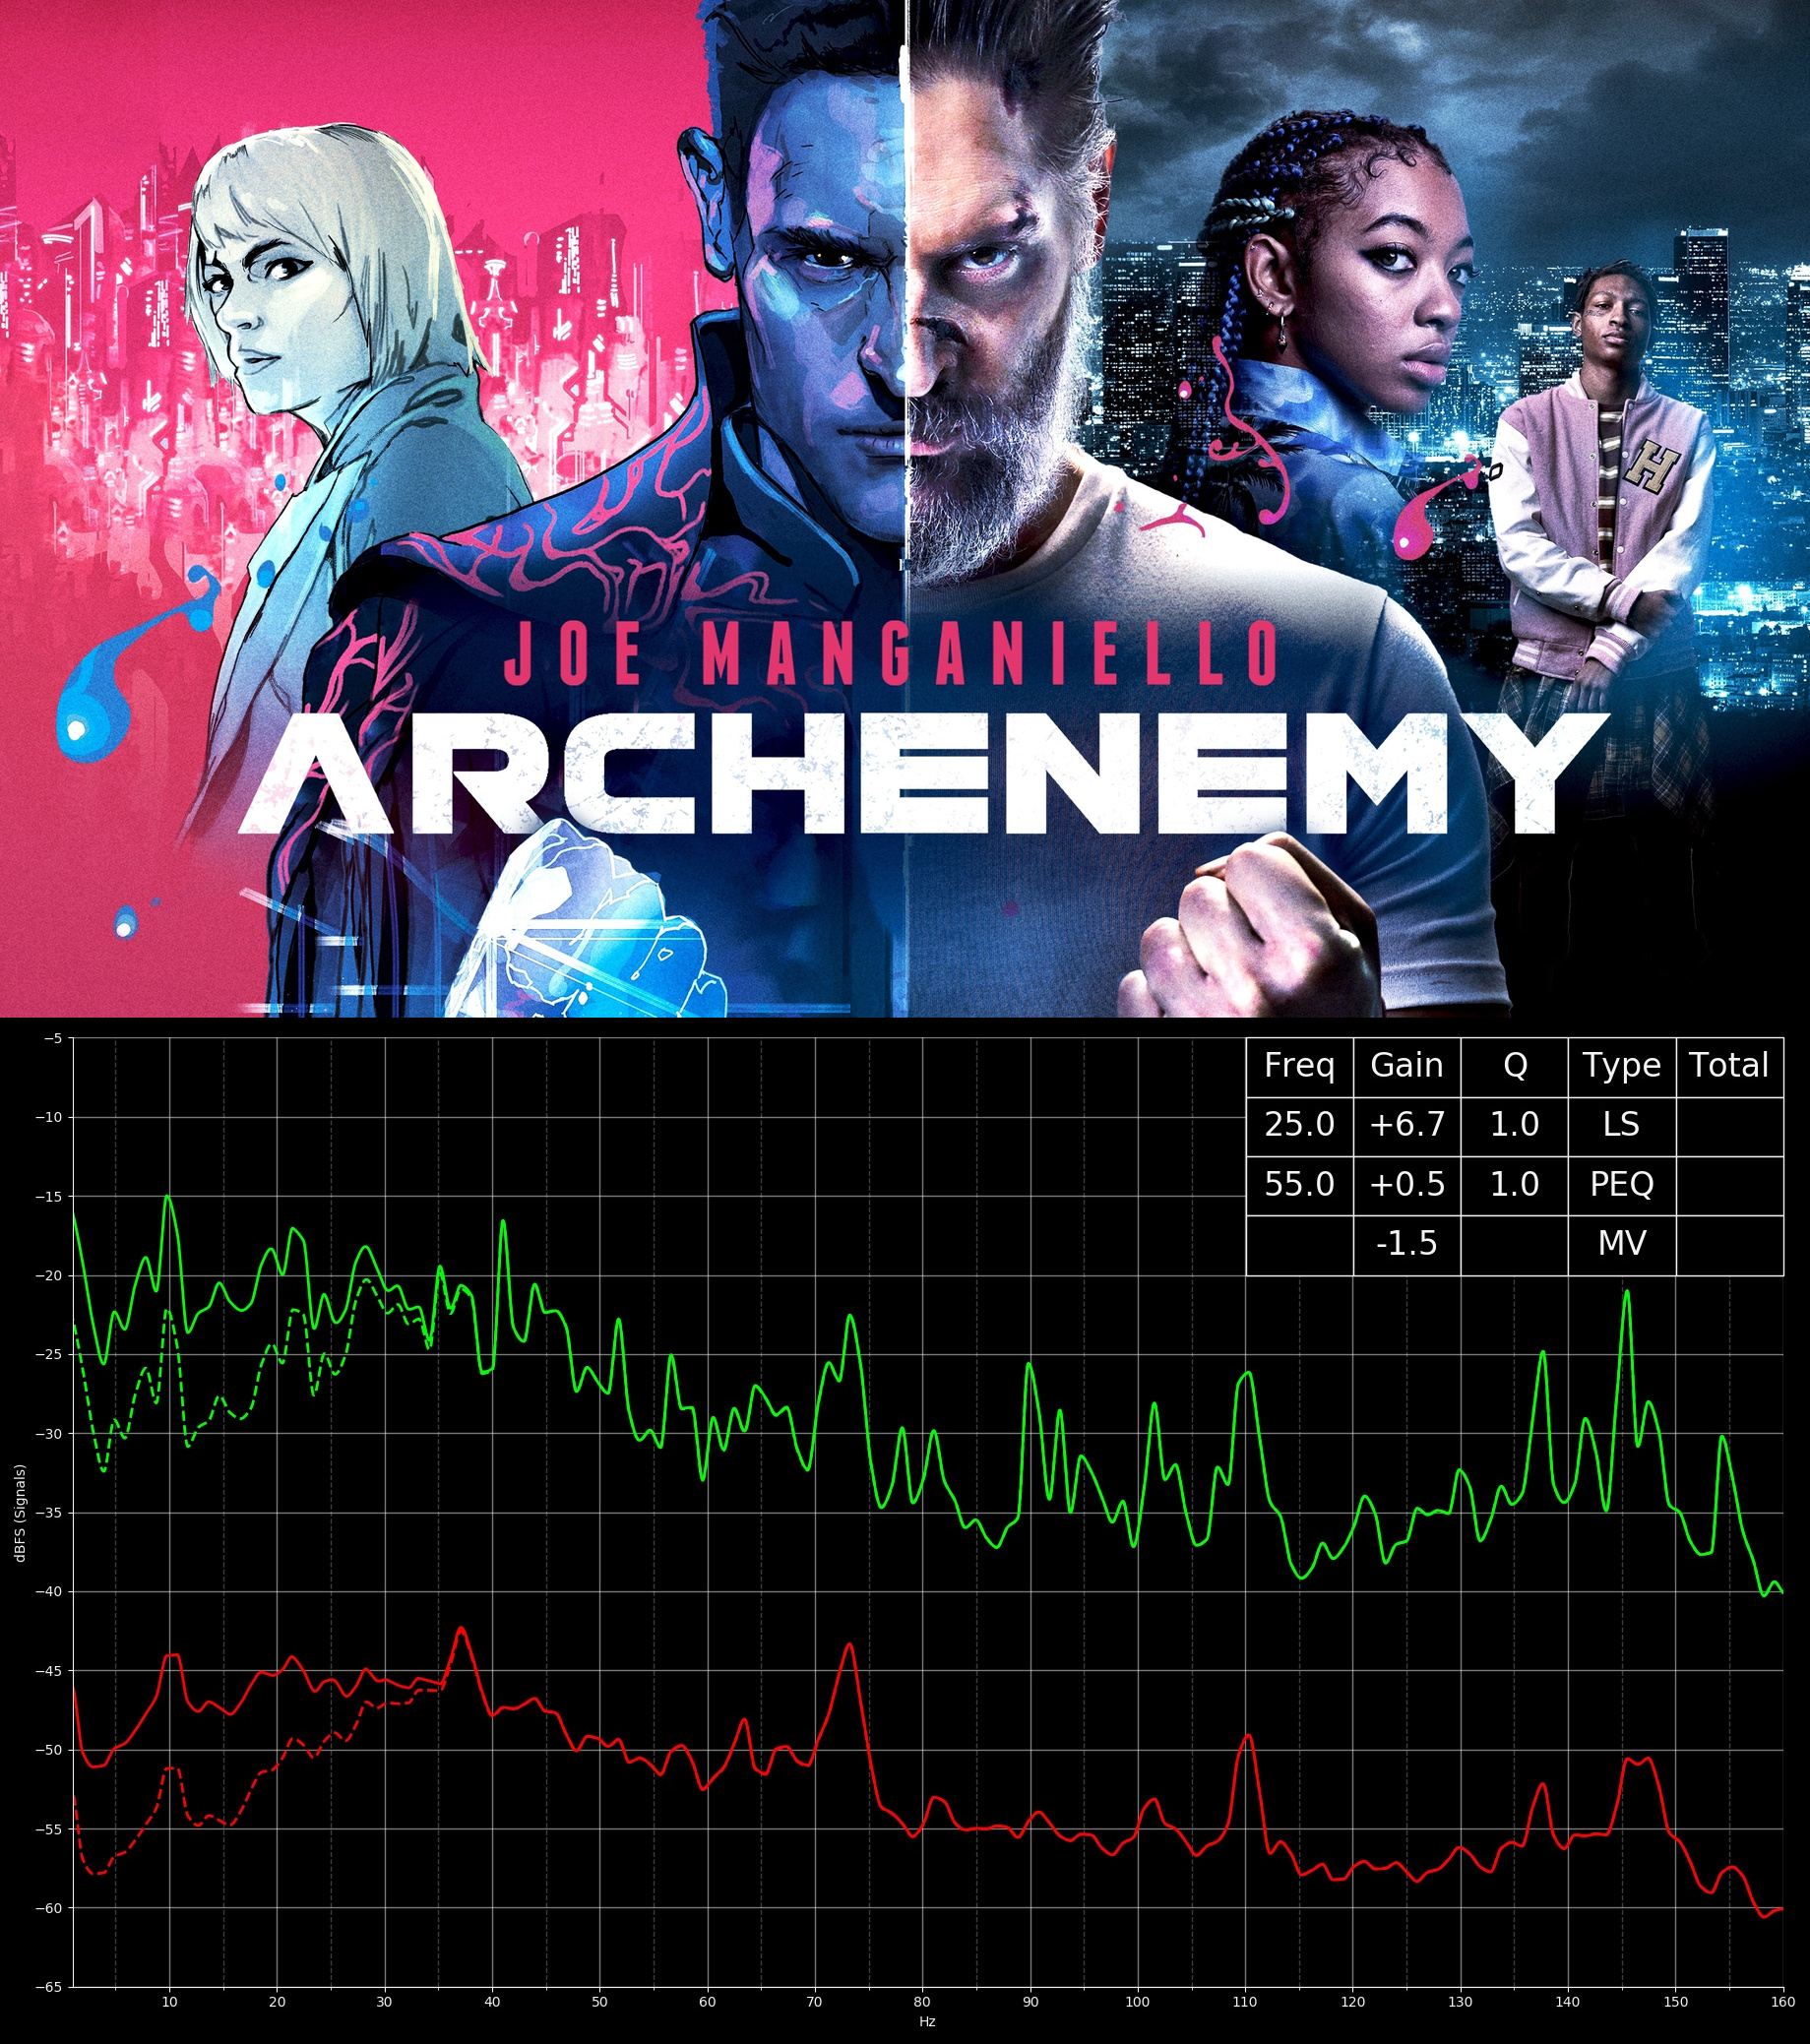 H
JOE MANGANIELLO
ARCHENEMY
Freq Gain Q Type Total
25.0 +6.7 1.0 LS
55.0 +0.5 1.0 PEQ
-1.5 MV
−5
−10
−15
−20
−25
−30
−35
−40
−45
−50
−55
−60
−65
dBFS (Signals)
10 20 30 40 50 60 70 80 90 100 110 120 130 140 150 160
Hz